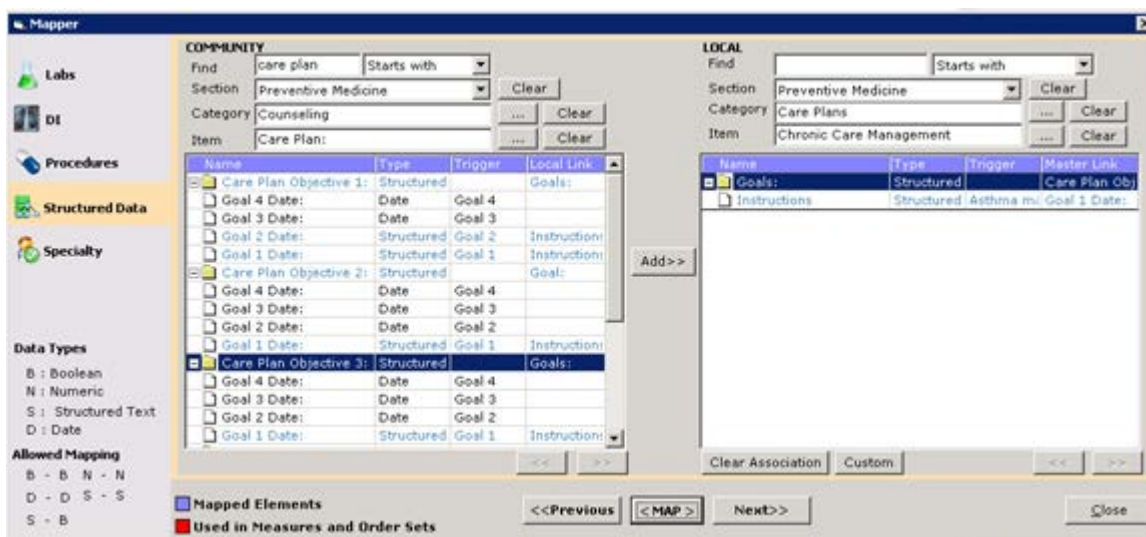 Mapper
Labs
DI
Procedures
Structured Data
Specialty
Data Types
B : Boolean
N : Numeric
S : Structured Text
D : Date
Allowed Mapping
B - B N - N
D - D S - S
S - B
COMMUNITY
Find care plan Starts with
Section Preventive Medicine Clear
Category Counseling ... Clear
Item Care Plan: ... Clear
Name Type Trigger Local Link
Care Plan Objective 1: Structured Goals:
Goal 4 Date: Date Goal 4
Goal 3 Date: Date Goal 3
Goal 2 Date: Structured Goal 2 Instructions
Goal 1 Date: Structured Goal 1 Instructions
Care Plan Objective 2: Structured Goal:
Goal 4 Date: Date Goal 4
Goal 3 Date: Date Goal 3
Goal 2 Date: Date Goal 2
Goal 1 Date: Structured Goal 1 Instructions
Care Plan Objective 3: Structured Goals:
Goal 4 Date: Date Goal 4
Goal 3 Date: Date Goal 3
Goal 2 Date: Date Goal 2
Goal 1 Date: Structured Goal 1 Instructions
<< >>
Add>>
LOCAL
Find Starts with
Section Preventive Medicine Clear
Category Care Plans ... Clear
Item Chronic Care Management ... Clear
Name Type Trigger Master Link
Goals: Structured Care Plan Obj
Instructions Structured Asthma m Goal 1 Date:
Clear Association Custom << >>
Mapped Elements
Used in Measures and Order Sets
<<Previous < MAP > Next>> Close